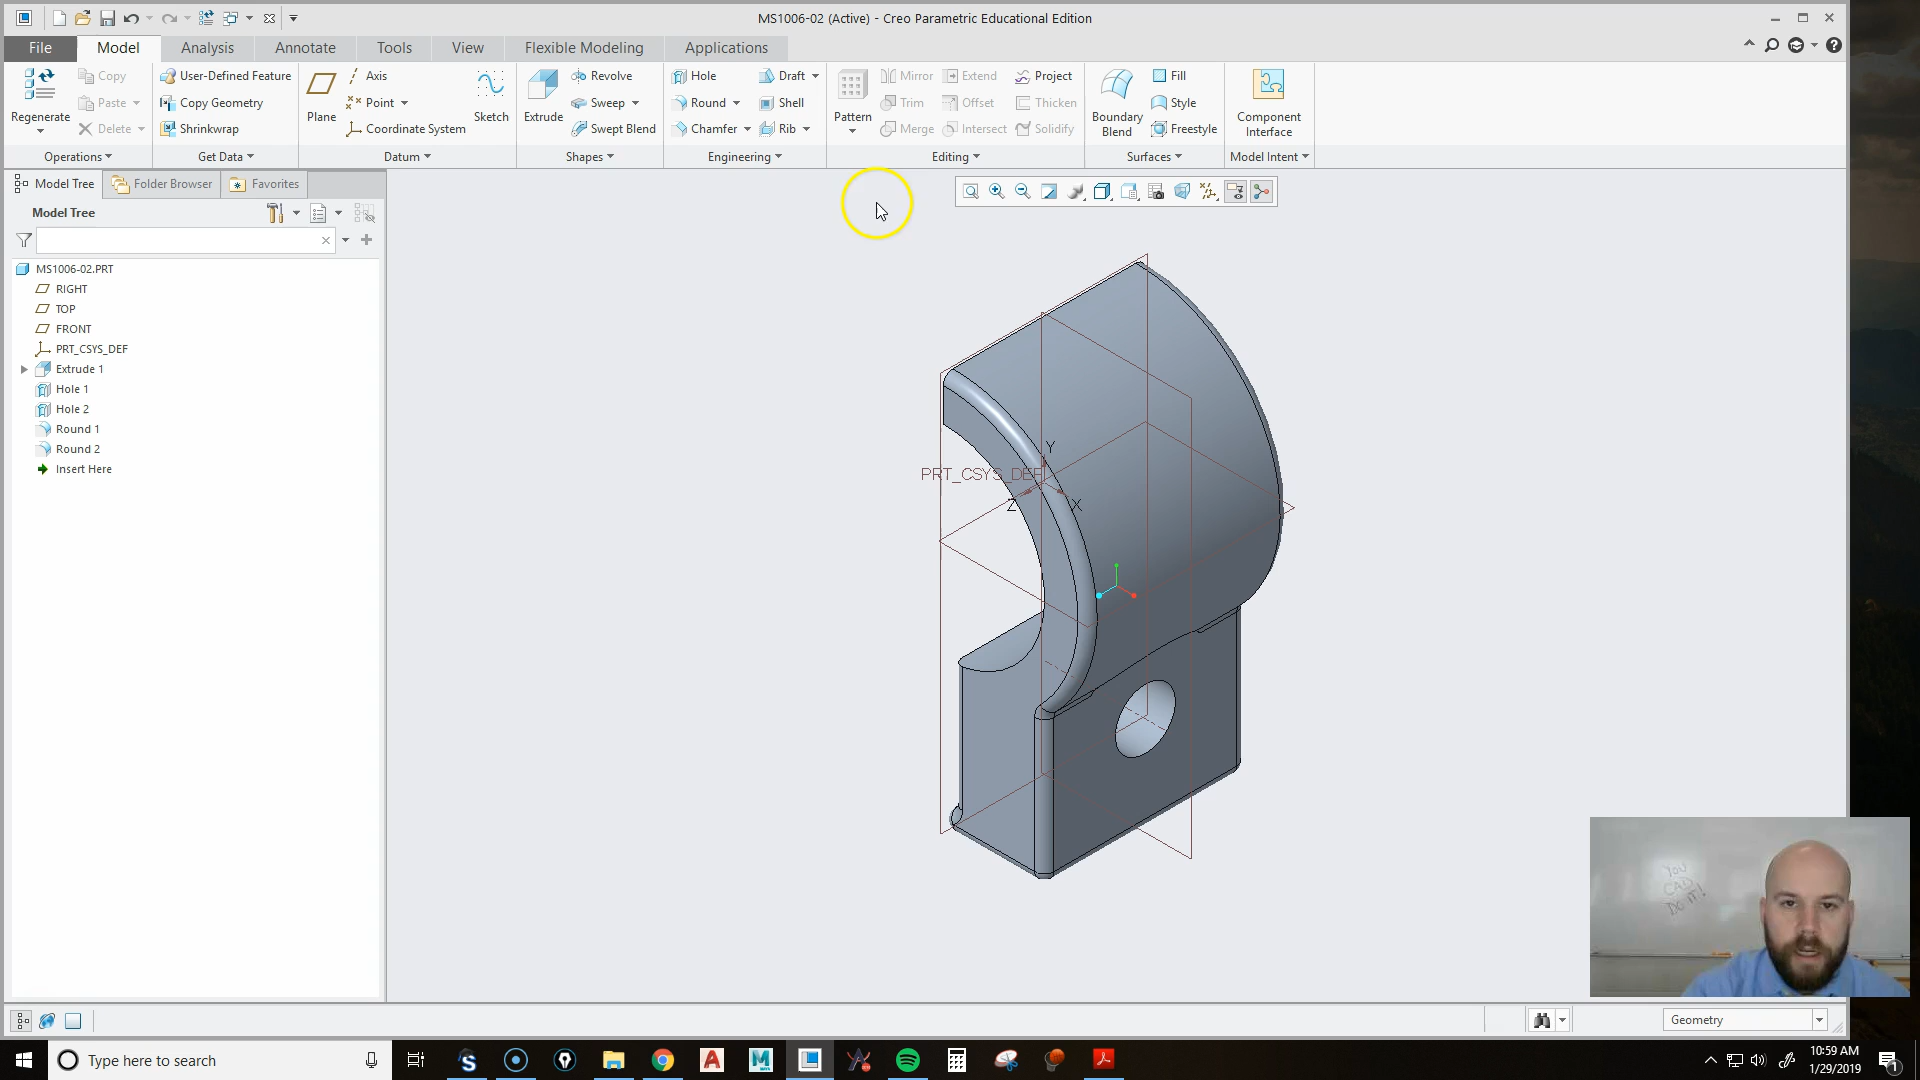 MS1006-02 (Active) - Creo Parametric Educational Edition
File Model Analysis Annotate Tools View Flexible Modeling Applications
Regenerate
Copy
Paste
Delete
Operations
User-Defined Feature
Copy Geometry
Shrinkwrap
Get Data
Plane
Axis
Point
Coordinate System
Sketch
Datum
Extrude
Revolve
Sweep
Swept Blend
Shapes
Hole
Round
Chamfer
Draft
Shell
Rib
Engineering
Pattern
Mirror
Trim
Merge
Extend
Offset
Intersect
Project
Thicken
Solidify
Editing
Boundary
Blend
Fill
Style
Freestyle
Surfaces
Component
Interface
Model Intent
Model Tree Folder Browser Favorites
Model Tree
MS1006-02.PRT
RIGHT
TOP
FRONT
PRT_CSYS_DEF
Extrude 1
Hole 1
Hole 2
Round 1
Round 2
Insert Here
PRT_CSYS_DEF
Y
Z
X
YOU
CAD
DO IT!
Geometry
Type here to search
10:59 AM
1/29/2019
1